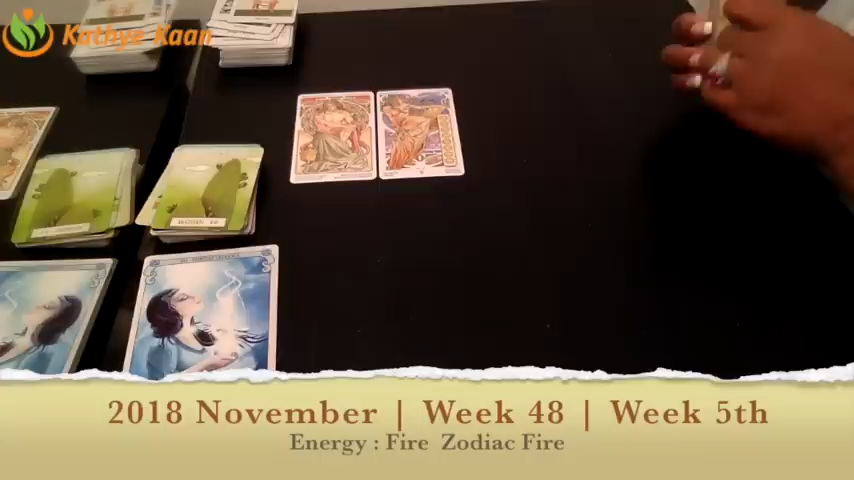 Kathye Kaan
2018 November | Week 48 | Week 5th
Energy : Fire Zodiac Fire